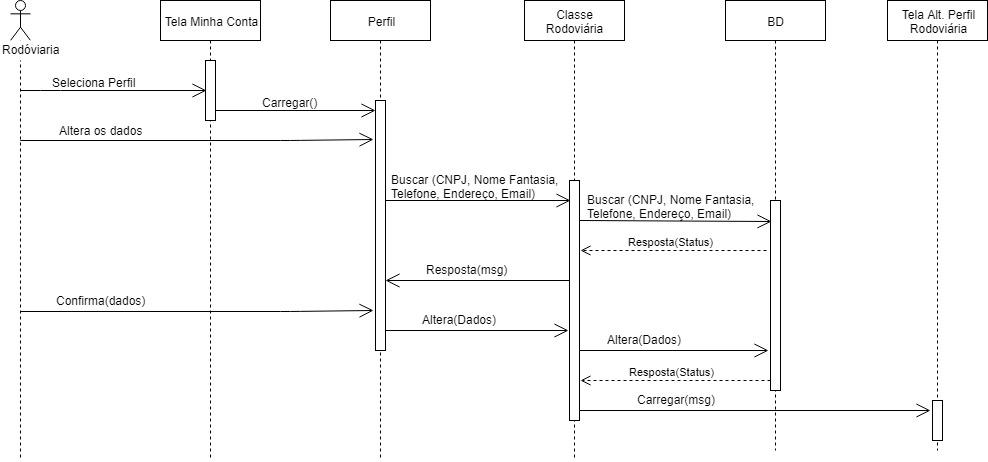 Rodóviaria
Tela Minha Conta
Perfil
Classe
Rodoviária
BD
Tela Alt. Perfil
Rodoviária
Seleciona Perfil
Carregar()
Altera os dados
Buscar (CNPJ, Nome Fantasia,
Telefone, Endereço, Email)
Buscar (CNPJ, Nome Fantasia,
Telefone, Endereço, Email)
Resposta(Status)
Resposta(msg)
Confirma(dados)
Altera(Dados)
Altera(Dados)
Resposta(Status)
Carregar(msg)